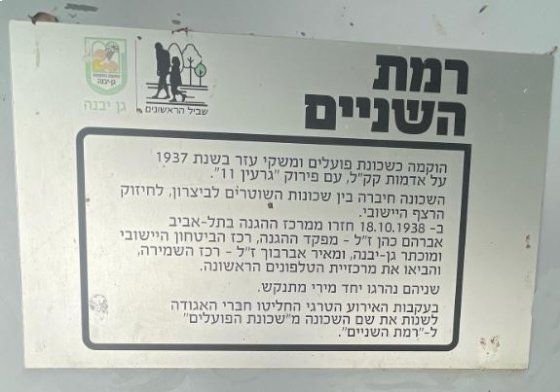 רמת
השניים
גן יבנה
שביל הראשונים
הוקמה כשכונת פועלים ומשקי עזר בשנת 1937
על אדמות קק"ל, עם פירוק "גרעין 11".
השכונה חיברה בין שכונות השוטרים לביצרון, לחיזוק
הרצף היישובי.
ב- 18.10.1938 חזרו ממרכז ההגנה בתל-אביב
אברהם כהן ז"ל - מפקד ההגנה, רכז הביטחון היישובי
ומוכתר גן-יבנה, ומאיר אברבוך ז"ל - רכז השמירה,
והביאו את מרכזיית הטלפונים הראשונה.
שניהם נהרגו יחד מירי מתנקש.
בעקבות האירוע הטרגי החליטו חברי האגודה
לשנות את שם השכונה מ"שכונת הפועלים"
ל-"רמת השניים".